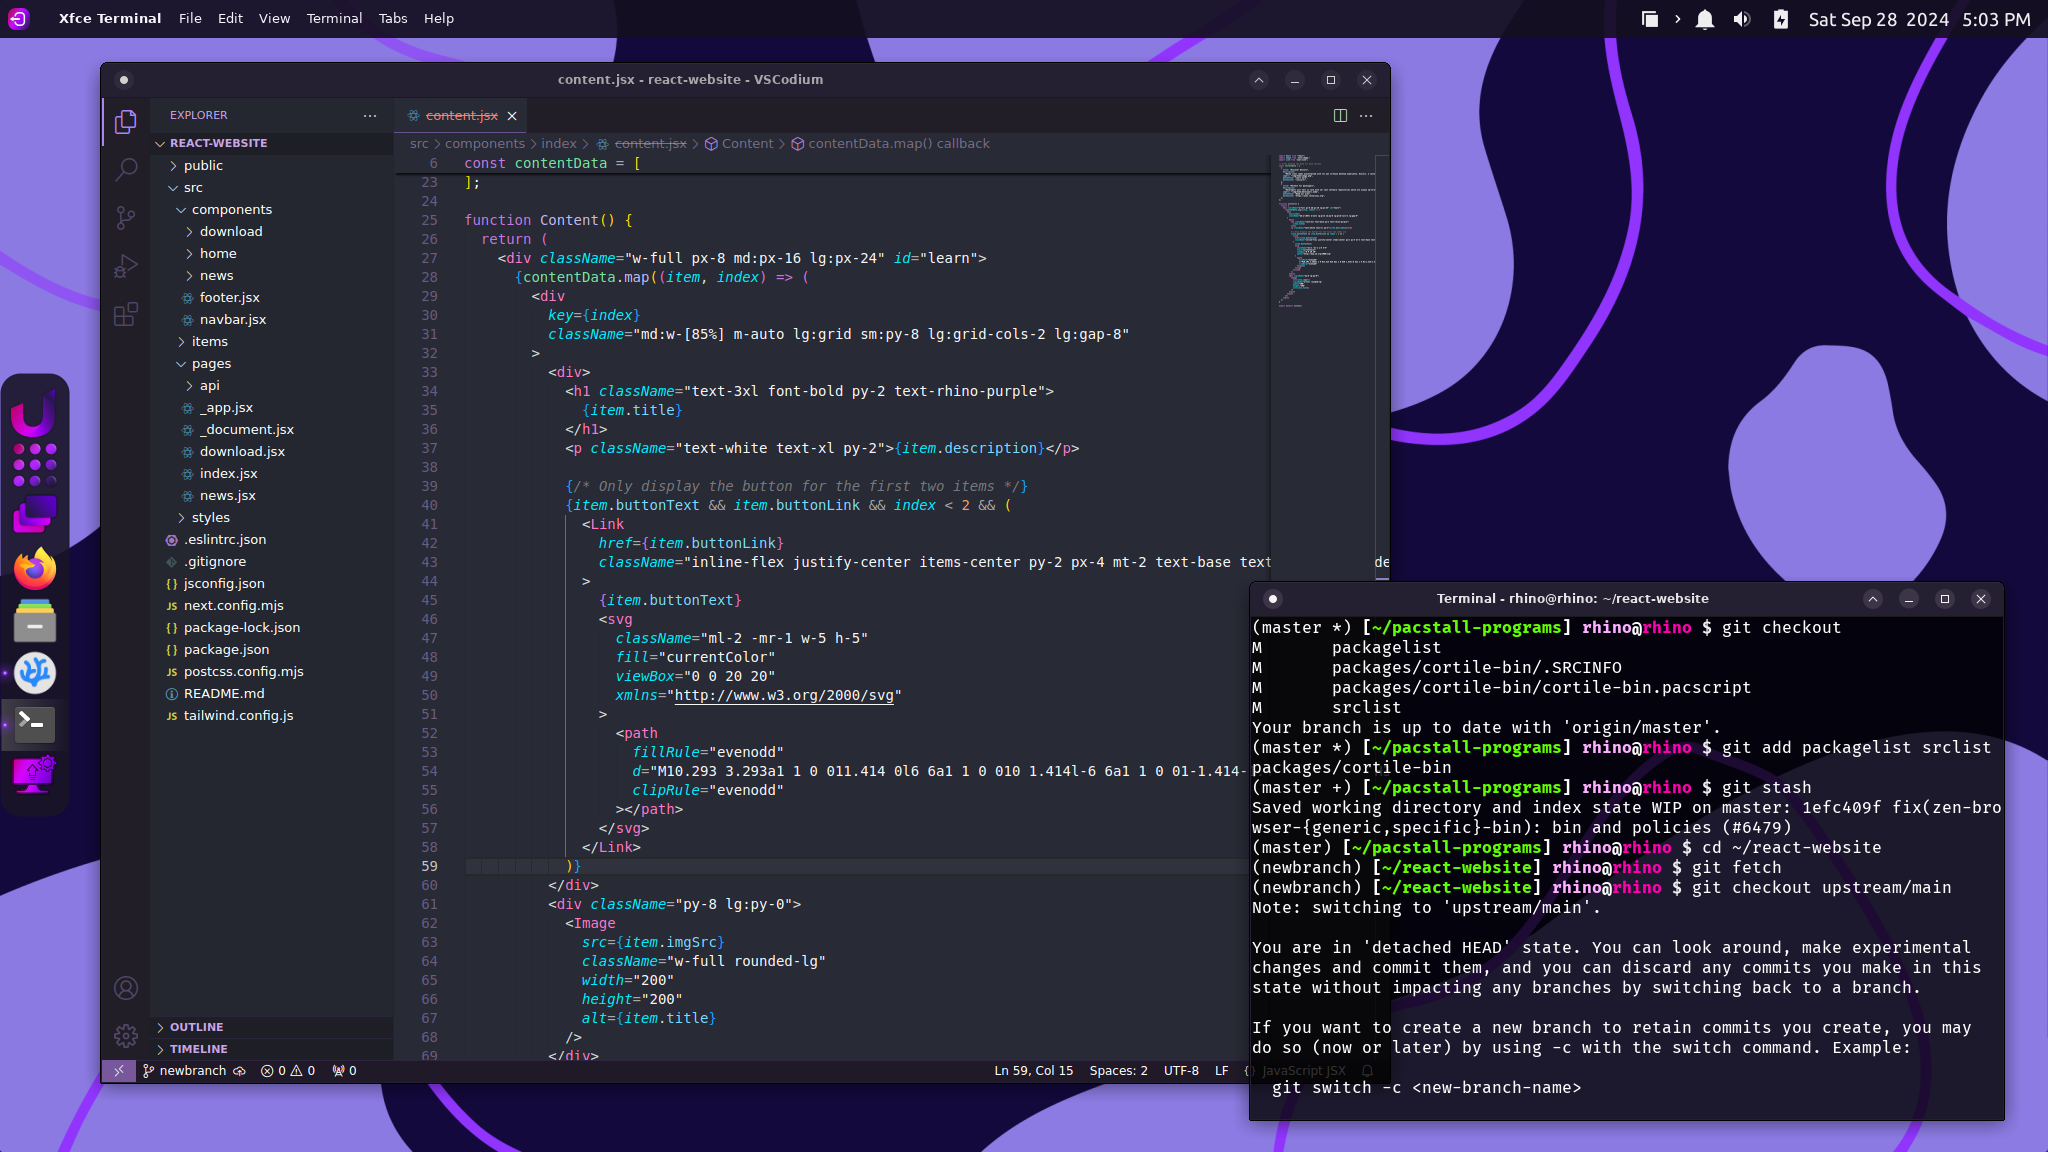 Xfce Terminal File Edit View Terminal Tabs Help
Sat Sep 28 2024 5:03 PM
content.jsx - react-website - VSCodium
EXPLORER
REACT-WEBSITE
public
src
components
download
home
news
footer.jsx
navbar.jsx
items
pages
api
_app.jsx
_document.jsx
download.jsx
index.jsx
news.jsx
styles
.eslintrc.json
.gitignore
jsconfig.json
next.config.mjs
package-lock.json
package.json
postcss.config.mjs
README.md
tailwind.config.js
OUTLINE
TIMELINE
content.jsx
src > components > index > content.jsx > Content > contentData.map() callback
6 const contentData = [
23 ];
24
25 function Content() {
26 return (
27 <div className="w-full px-8 md:px-16 lg:px-24" id="learn">
28 {contentData.map((item, index) => (
29 <div
30 key={index}
31 className="md:w-[85%] m-auto lg:grid sm:py-8 lg:grid-cols-2 lg:gap-8"
32 >
33 <div>
34 <h1 className="text-3xl font-bold py-2 text-rhino-purple">
35 {item.title}
36 </h1>
37 <p className="text-white text-xl py-2">{item.description}</p>
38
39 {/* Only display the button for the first two items */}
40 {item.buttonText && item.buttonLink && index < 2 && (
41 <Link
42 href={item.buttonLink}
43 className="inline-flex justify-center items-center py-2 px-4 mt-2 text-base text de
44 >
45 {item.buttonText}
46 <svg
47 className="ml-2 -mr-1 w-5 h-5"
48 fill="currentColor"
49 viewBox="0 0 20 20"
50 xmlns="http://www.w3.org/2000/svg"
51 >
52 <path
53 fillRule="evenodd"
54 d="M10.293 3.293a1 1 0 011.414 0l6 6a1 1 0 010 1.414l-6 6a1 1 0 01-1.414-
55 clipRule="evenodd"
56 ></path>
57 </svg>
58 </Link>
59 )}
60 </div>
61 <div className="py-8 lg:py-0">
62 <Image
63 src={item.imgSrc}
64 className="w-full rounded-lg"
65 width="200"
66 height="200"
67 alt={item.title}
68 />
69 </div>
newbranch 0 0 0 Ln 59, Col 15 Spaces: 2 UTF-8 LF {} JavaScript JSX
Terminal - rhino@rhino: ~/react-website
(master *) [~/pacstall-programs] rhino@rhino $ git checkout
M packagelist
M packages/cortile-bin/.SRCINFO
M packages/cortile-bin/cortile-bin.pacscript
M srclist
Your branch is up to date with 'origin/master'.
(master *) [~/pacstall-programs] rhino@rhino $ git add packagelist srclist
packages/cortile-bin
(master +) [~/pacstall-programs] rhino@rhino $ git stash
Saved working directory and index state WIP on master: 1efc409f fix(zen-bro
wser-{generic,specific}-bin): bin and policies (#6479)
(master) [~/pacstall-programs] rhino@rhino $ cd ~/react-website
(newbranch) [~/react-website] rhino@rhino $ git fetch
(newbranch) [~/react-website] rhino@rhino $ git checkout upstream/main
Note: switching to 'upstream/main'.

You are in 'detached HEAD' state. You can look around, make experimental
changes and commit them, and you can discard any commits you make in this
state without impacting any branches by switching back to a branch.

If you want to create a new branch to retain commits you create, you may
do so (now or later) by using -c with the switch command. Example:

git switch -c <new-branch-name>